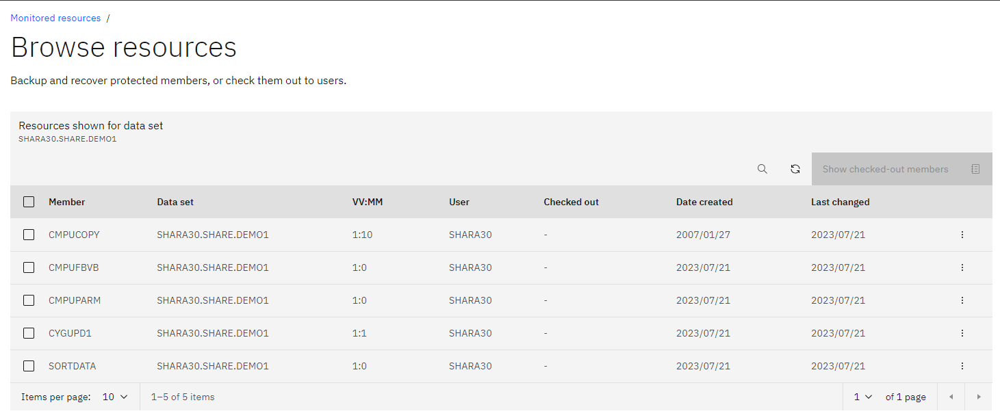 Monitored resources /
Browse resources
Backup and recover protected members, or check them out to users.
Resources shown for data set
SHARA30.SHARE.DEMO1
Show checked-out members
Member Data set VV:MM User Checked out Date created Last changed
CMPUCOPY SHARA30.SHARE.DEMO1 1:10 SHARA30 - 2007/01/27 2023/07/21
CMPUFBVB SHARA30.SHARE.DEMO1 1:0 SHARA30 - 2023/07/21 2023/07/21
CMPUPARM SHARA30.SHARE.DEMO1 1:0 SHARA30 - 2023/07/21 2023/07/21
CYGUPD1 SHARA30.SHARE.DEMO1 1:1 SHARA30 - 2023/07/21 2023/07/21
SORTDATA SHARA30.SHARE.DEMO1 1:0 SHARA30 - 2023/07/21 2023/07/21
Items per page: 10 1–5 of 5 items 1 of 1 page